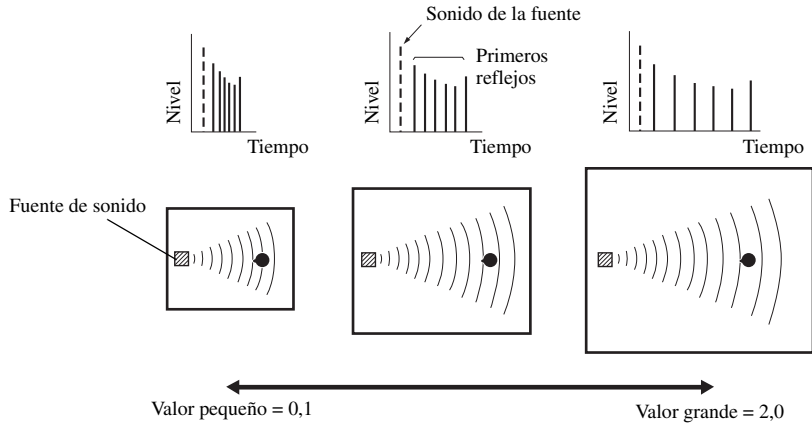 Sonido de la fuente
Primeros
reflejos
Nivel
Tiempo
Nivel
Tiempo
Nivel
Tiempo
Fuente de sonido
Valor pequeño = 0,1
Valor grande = 2,0